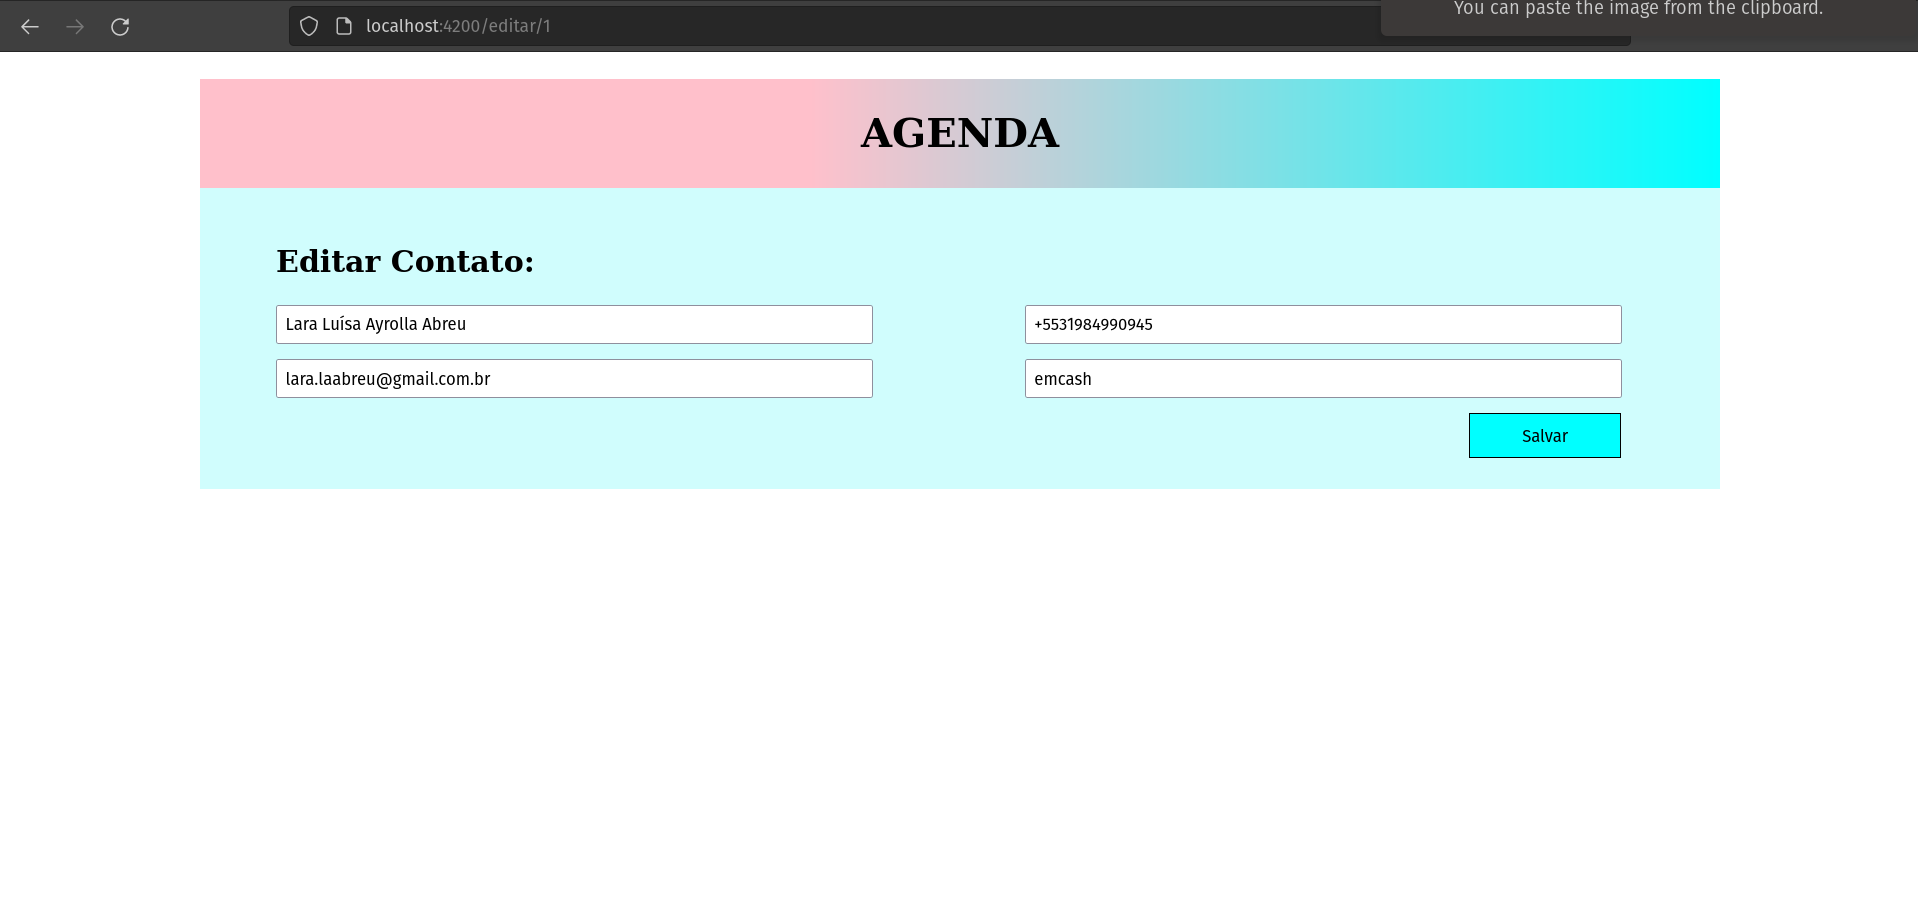 You can paste the image from the clipboard.
localhost:4200/editar/1
AGENDA
Editar Contato:
Lara Luísa Ayrolla Abreu
+5531984990945
lara.laabreu@gmail.com.br
emcash
Salvar